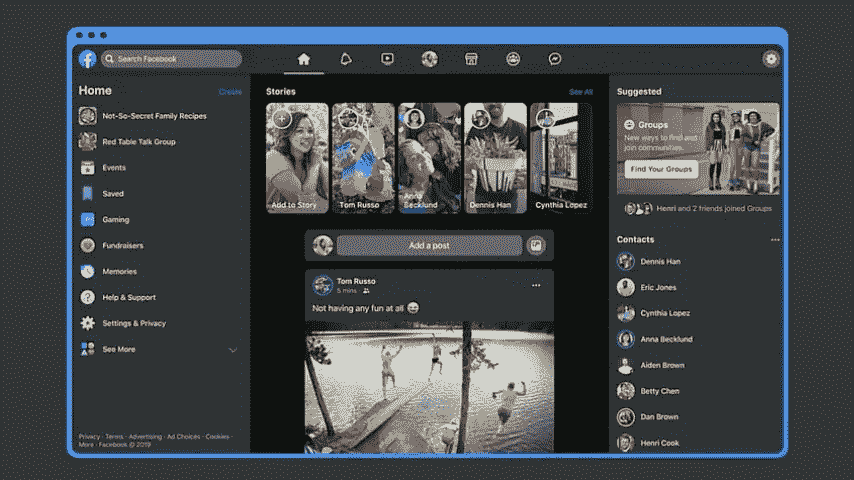 Search Facebook
Home
Create
Not-So-Secret Family Recipes
Red Table Talk Group
Events
Saved
Gaming
Fundraisers
Memories
Help & Support
Settings & Privacy
See More
Privacy · Terms · Advertising · Ad Choices · Cookies ·
More · Facebook © 2019
Stories
See All
Add to Story
Tom Russo
Anna
Becklund
Dennis Han
Cynthia Lopez
Add a post
Tom Russo
5 mins ·
Not having any fun at all
Suggested
Groups
New ways to find and
join communities.
Find Your Groups
Henri and 2 friends joined Groups
Contacts
Dennis Han
Eric Jones
Cynthia Lopez
Anna Becklund
Aiden Brown
Betty Chen
Dan Brown
Henri Cook